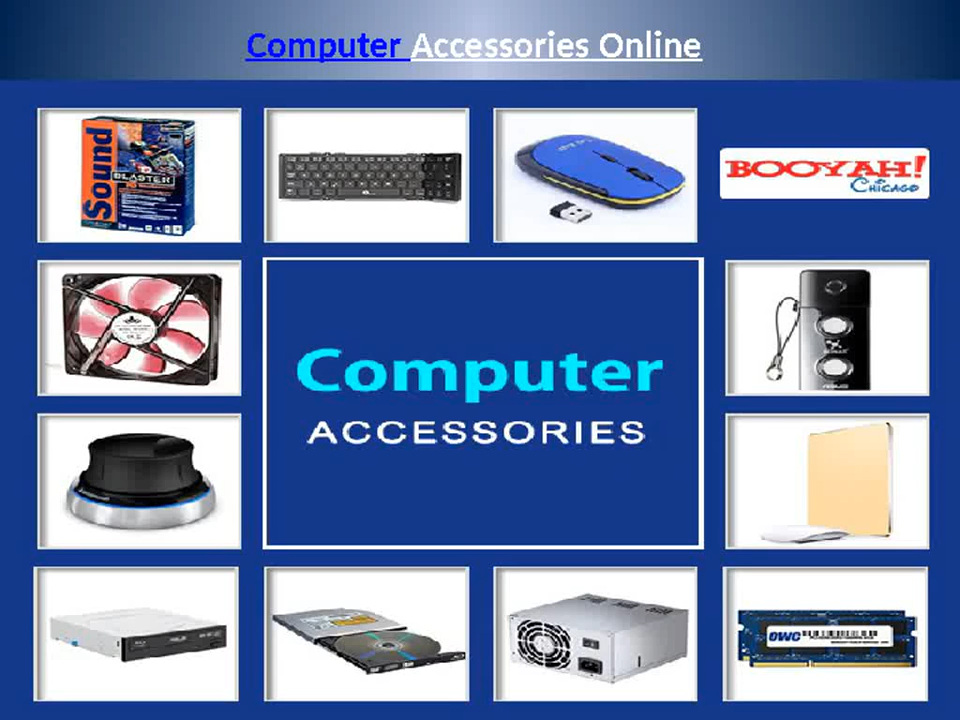 Computer Accessories Online
Sound
BLASTER
BOOYAH!
CHICAGO
Computer
ACCESSORIES
OWC